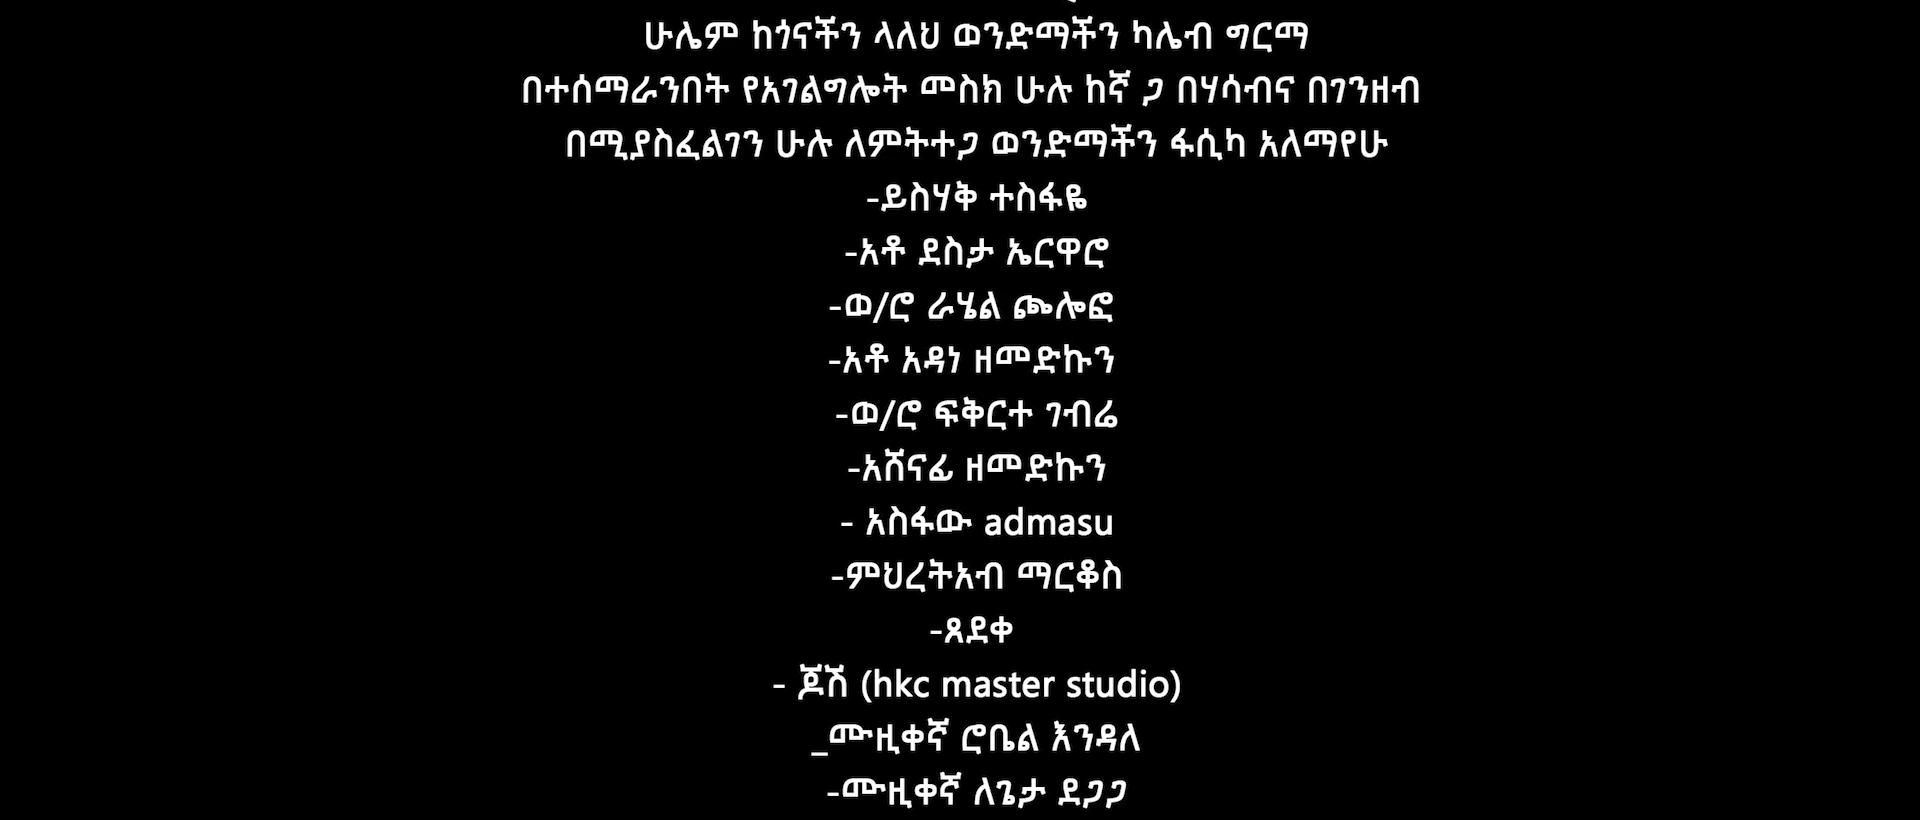 ሁሌም ከጎናችን ላለህ ወንድማችን ካሌብ ግርማ
በተሰማራንበት የአገልግሎት መስክ ሁሉ ከኛ ጋ በሃሳብና በገንዘብ
በሚያስፈልገን ሁሉ ለምትተጋ ወንድማችን ፋሲካ አለማየሁ
-ይስሃቅ ተስፋዬ
-አቶ ደስታ ኤርዋሮ
-ወ/ሮ ራሄል ጮሎፎ
-አቶ አዳነ ዘመድኩን
-ወ/ሮ ፍቅርተ ገብሬ
-አሸናፊ ዘመድኩን
- አስፋው admasu
-ምህረትአብ ማርቆስ
-ጸደቀ
- ጆሽ (hkc master studio)
_ሙዚቀኛ ሮቤል እንዳለ
-ሙዚቀኛ ለጌታ ደጋጋ